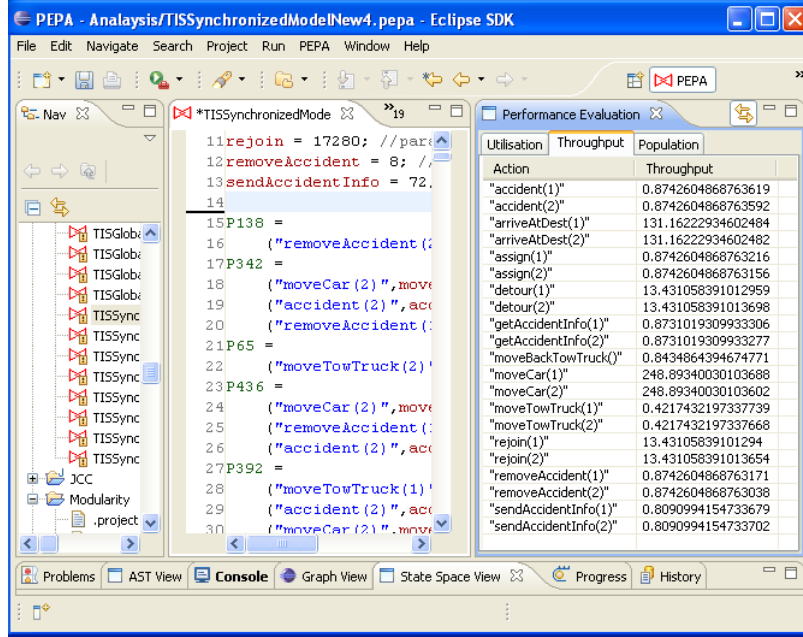 PEPA - Analaysis/TISSynchronizedModelNew4.pepa - Eclipse SDK
File Edit Navigate Search Project Run PEPA Window Help
PEPA
Nav
*TISSynchronizedMode
19
Performance Evaluation
TISGloba
TISGloba
TISGloba
TISGloba
TISSync
TISSync
TISSync
TISSync
TISSync
TISSync
TISSync
TISSync
JCC
Modularity
.project
11 rejoin = 17280; //para
12 removeAccident = 8; //
13 sendAccidentInfo = 72
14
15 P138 =
16 ("removeAccident(2
17 P342 =
18 ("moveCar(2)",move
19 ("accident(2)",acc
20 ("removeAccident(
21 P65 =
22 ("moveTowTruck(2)"
23 P436 =
24 ("moveCar(2)",move
25 ("removeAccident(
26 ("accident(2)",acc
27 P392 =
28 ("moveTowTruck(1)"
29 ("accident(2)",acc
30 ("moveCar(2)",move
Utilisation Throughput Population
Action Throughput
"accident(1)" 0.8742604868763619
"accident(2)" 0.8742604868763592
"arriveAtDest(1)" 131.16222934602484
"arriveAtDest(2)" 131.16222934602482
"assign(1)" 0.8742604868763216
"assign(2)" 0.8742604868763156
"detour(1)" 13.431058391012959
"detour(2)" 13.431058391013698
"getAccidentInfo(1)" 0.8731019309933306
"getAccidentInfo(2)" 0.8731019309933277
"moveBackTowTruck()" 0.8434864394674771
"moveCar(1)" 248.89340030103688
"moveCar(2)" 248.89340030103602
"moveTowTruck(1)" 0.4217432197337739
"moveTowTruck(2)" 0.4217432197337668
"rejoin(1)" 13.43105839101294
"rejoin(2)" 13.431058391013654
"removeAccident(1)" 0.8742604868763171
"removeAccident(2)" 0.8742604868763038
"sendAccidentInfo(1)" 0.8090994154733679
"sendAccidentInfo(2)" 0.8090994154733702
Problems AST View Console Graph View State Space View Progress History